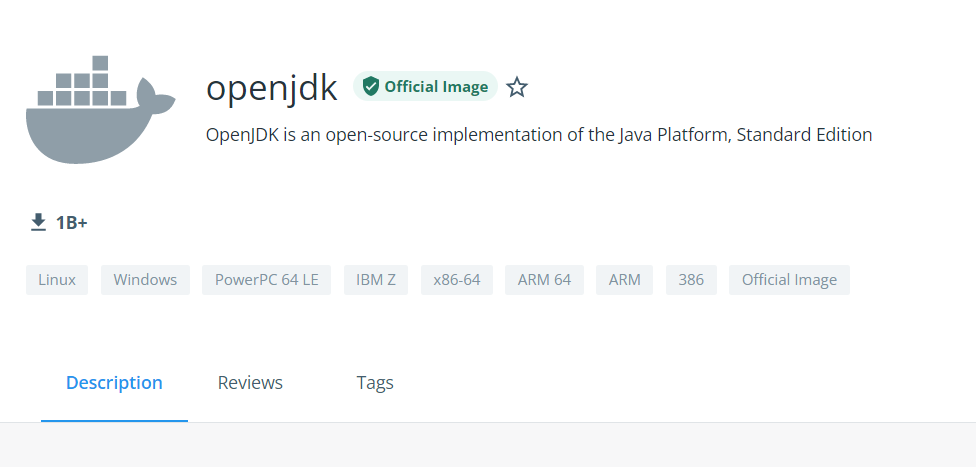 openjdk Official Image
OpenJDK is an open-source implementation of the Java Platform, Standard Edition
1B+
Linux Windows PowerPC 64 LE IBM Z x86-64 ARM 64 ARM 386 Official Image
Description Reviews Tags